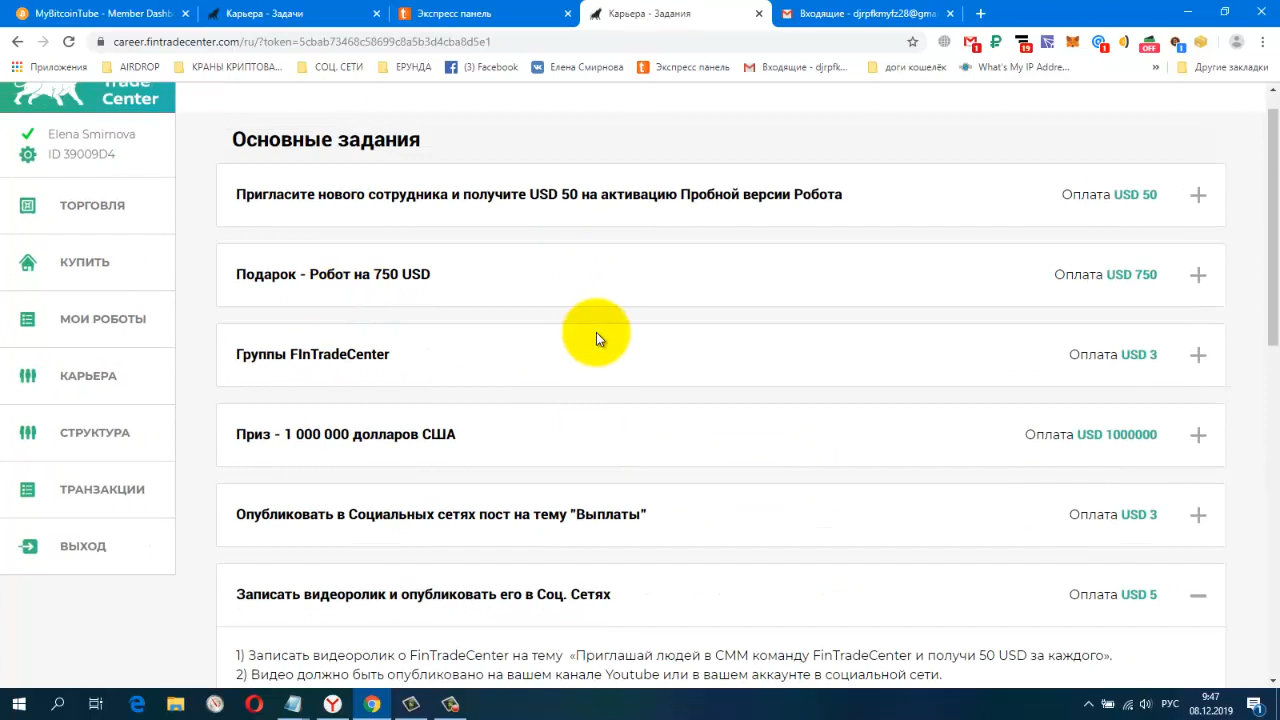 MyBitcoinTube - Member Dashb
Карьера - Задачи
Экспресс панель
Карьера - Задания
Входящие - djrpfkmyfz28@gma
career.fintradecenter.com/ru/?token=5cbab73468c58699c8a5b3d4cba8d5e1
1
19
1
OFF
1
Приложения
AIRDROP
КРАНЫ КРИПТОВА...
СОЦ. СЕТИ
ЕРУНДА
(3) Facebook
Елена Смирнова
Экспресс панель
Входящие - djrpfk...
доги кошелёк
What's My IP Addre...
»
Другие закладки
Trade
Center
Elena Smirnova
ID 39009D4
ТОРГОВЛЯ
КУПИТЬ
МОИ РОБОТЫ
КАРЬЕРА
СТРУКТУРА
ТРАНЗАКЦИИ
ВЫХОД
Основные задания
Пригласите нового сотрудника и получите USD 50 на активацию Пробной версии Робота
Оплата USD 50
Подарок - Робот на 750 USD
Оплата USD 750
Группы FInTradeCenter
Оплата USD 3
Приз - 1 000 000 долларов США
Оплата USD 1000000
Опубликовать в Социальных сетях пост на тему "Выплаты"
Оплата USD 3
Записать видеоролик и опубликовать его в Соц. Сетях
Оплата USD 5
1) Записать видеоролик о FinTradeCenter на тему «Приглашай людей в СММ команду FinTradeCenter и получи 50 USD за каждого».
2) Видео должно быть опубликовано на вашем канале Youtube или в вашем аккаунте в социальной сети.
РУС
9:47
08.12.2019
1